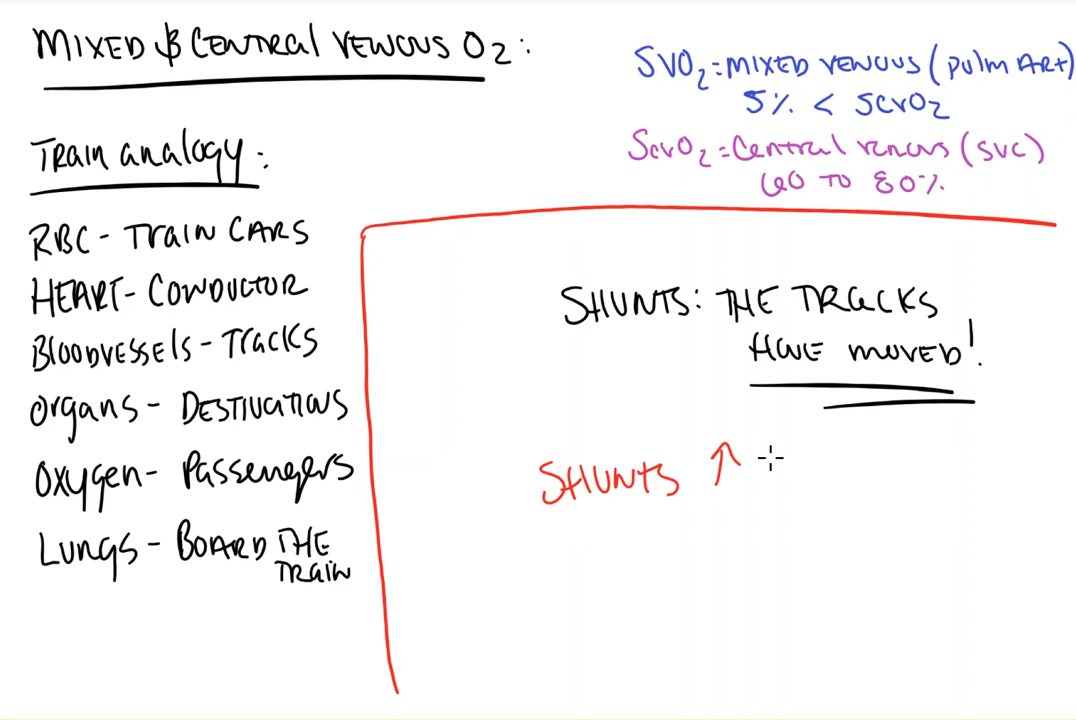 MIXED & CENTRAL VENOUS O2:
SVO2 = MIXED VENOUS (pulm ART)
5% < SCVO2
ScvO2 = Central venous (SVC)
60 TO 80%
Train analogy:
RBC - TRAIN CARS
HEART - CONDUCTOR
Bloodvessels - Tracks
Organs - DESTINATIONS
Oxygen - Passengers
Lungs - BOARD THE
TRAIN
SHUNTS: THE TRACKS
HAVE MOVED!
SHUNTS ↑